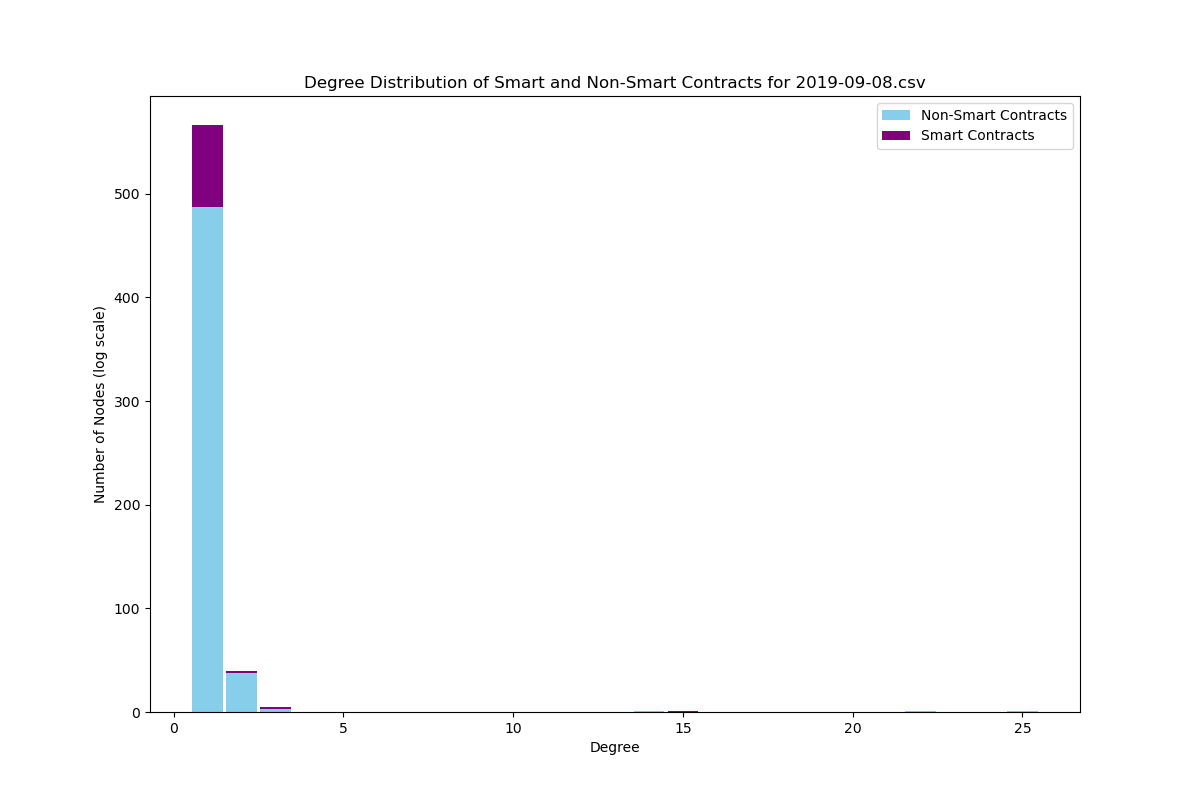 Degree Distribution of Smart and Non-Smart Contracts for 2019-09-08.csv
Non-Smart Contracts
Smart Contracts
Number of Nodes (log scale)
500
400
300
200
100
0
0 5 10 15 20 25
Degree